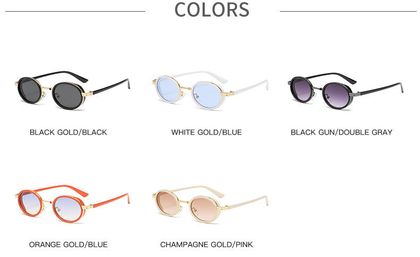 COLORS
BLACK GOLD/BLACK
WHITE GOLD/BLUE
BLACK GUN/DOUBLE GRAY
ORANGE GOLD/BLUE
CHAMPAGNE GOLD/PINK